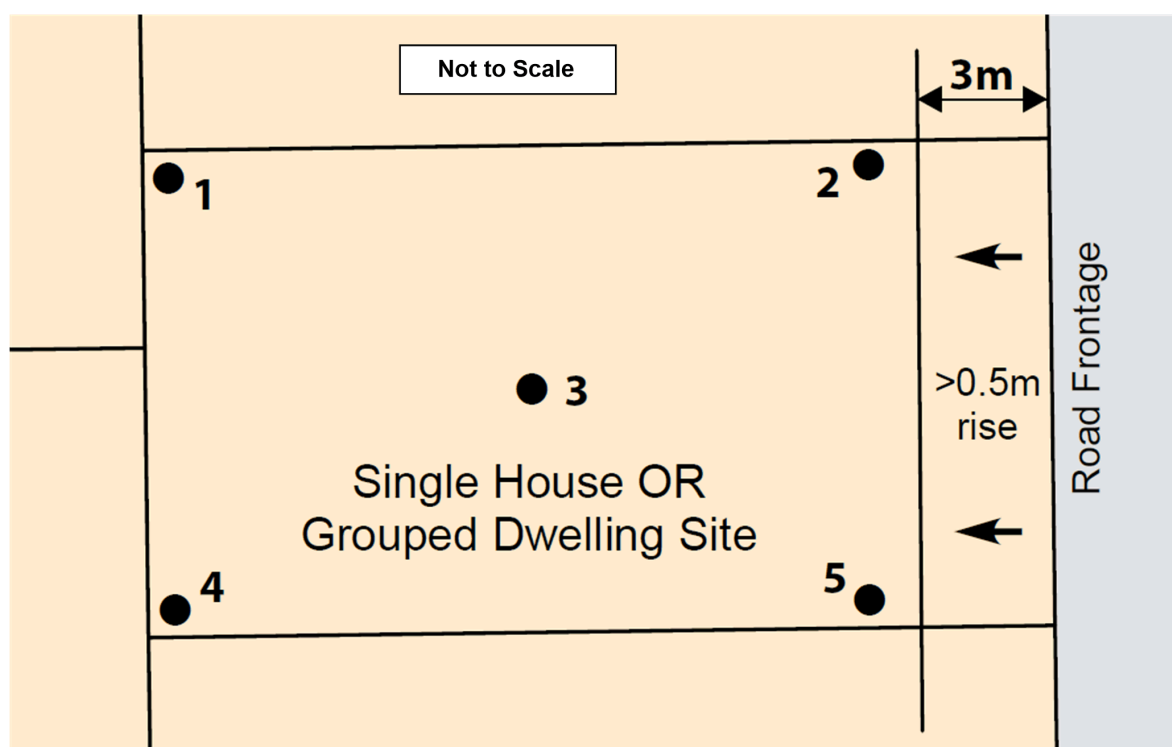 Not to Scale
3m
1
2
Road Frontage
>0.5m
rise
3
Single House OR
Grouped Dwelling Site
4
5